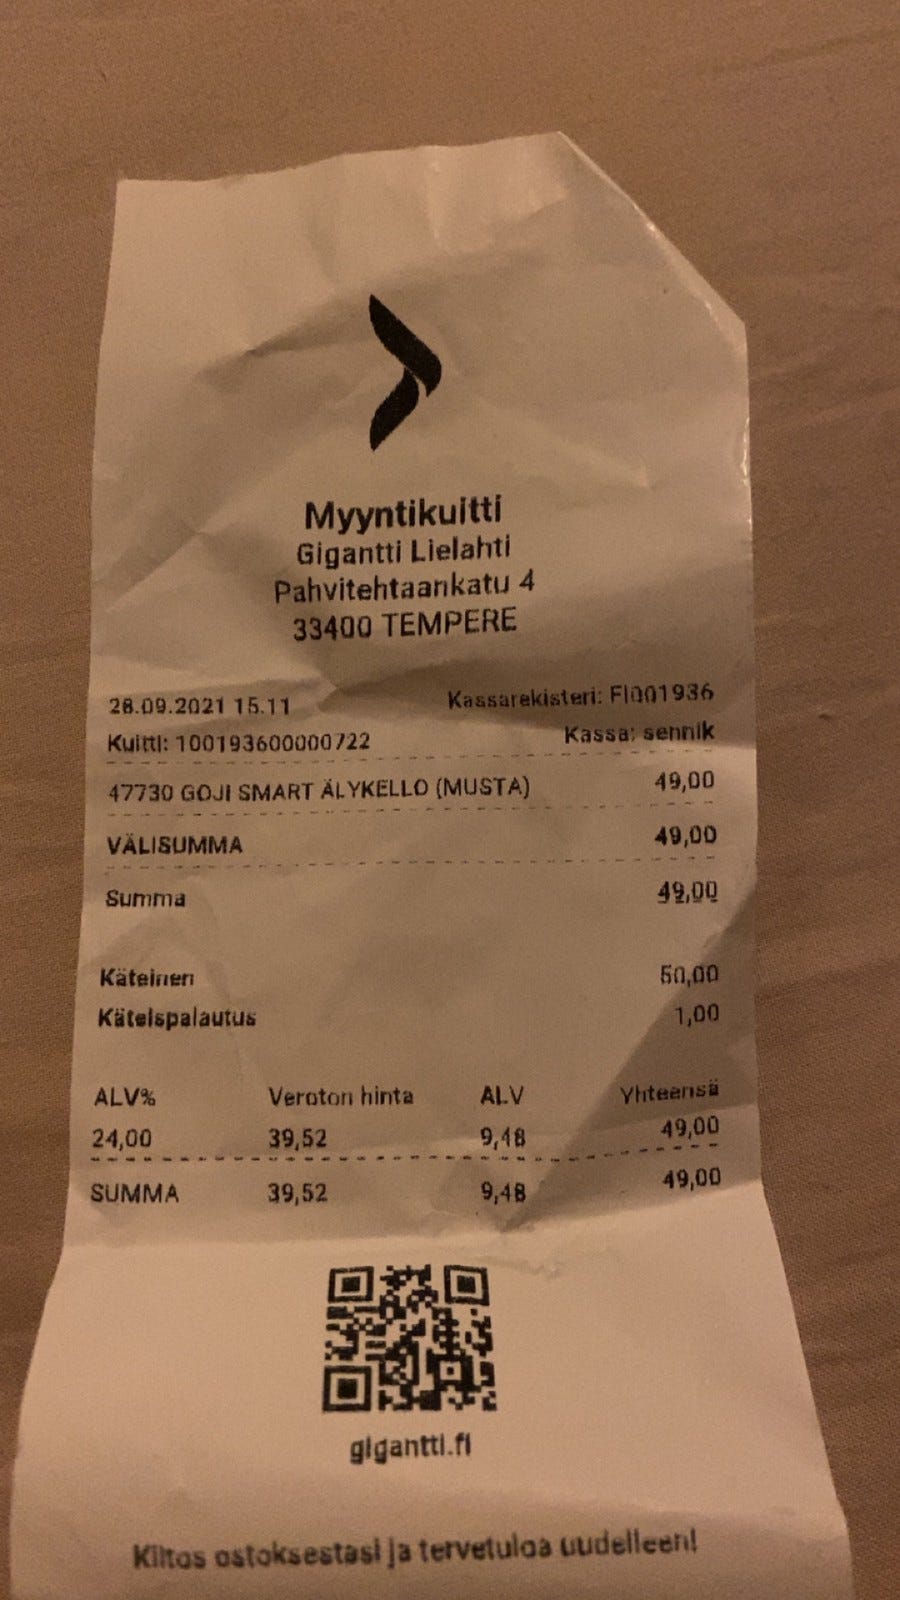 Myyntikuitti
Gigantti Lielahti
Pahvitehtaankatu 4
33400 TEMPERE
28.09.2021 15.11 Kassarekisteri: FI001936
Kuitti: 100193600000722 Kassa: sennik
47730 GOJI SMART ÄLYKELLO (MUSTA) 49,00
VÄLISUMMA 49,00
Summa 49,00
Käteinen 50,00
Käteispalautus 1,00
ALV% Veroton hinta ALV Yhteensä
24,00 39,52 9,48 49,00
SUMMA 39,52 9,48 49,00
gigantti.fi
Kiitos ostoksestasi ja tervetuloa uudelleen!